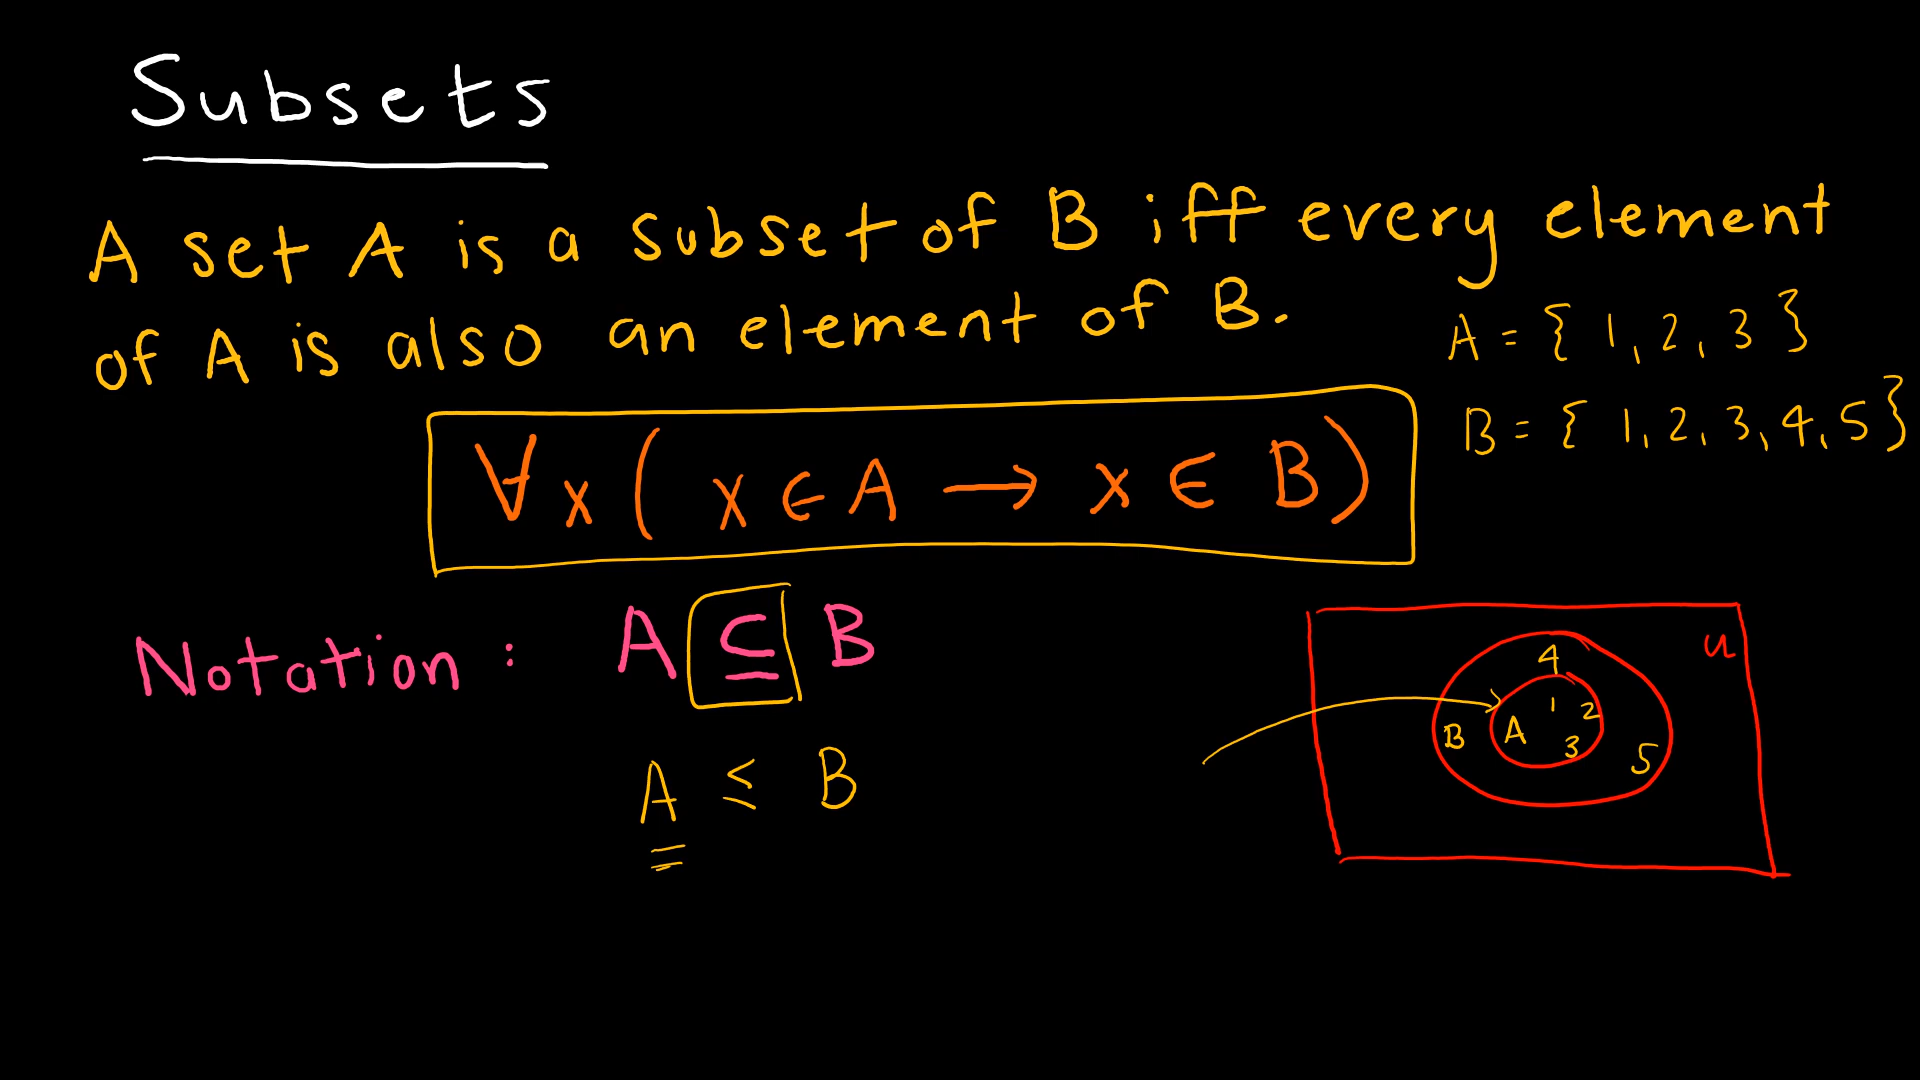 Subsets
A set A is a subset of B iff every element
of A is also an element of B.
A = { 1, 2, 3 }
B = { 1, 2, 3, 4, 5 }
∀x ( x ∈ A → x ∈ B )
Notation : A ⊆ B
A ≤ B
U
4
B A 1 2
3 5